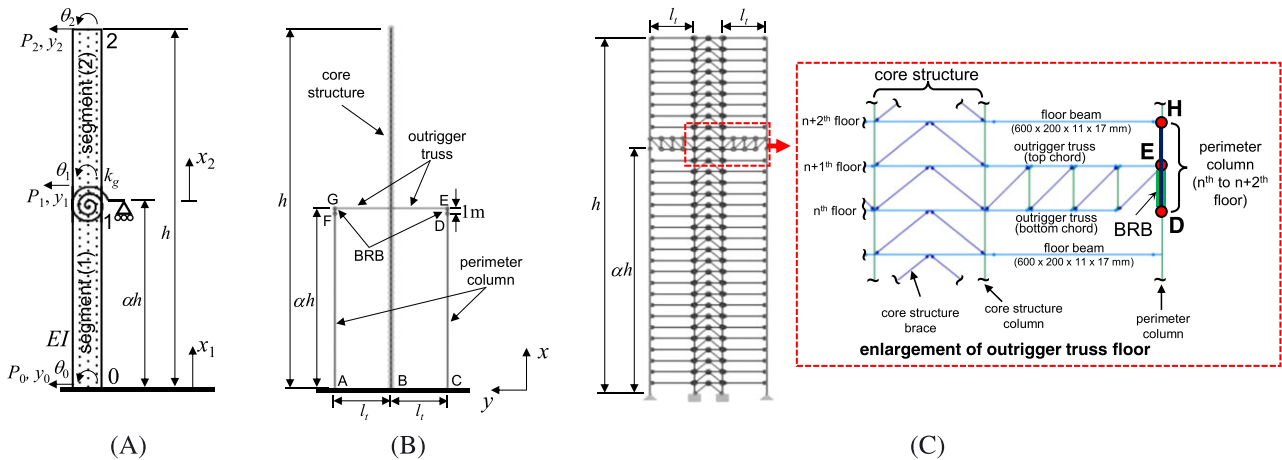 θ2
P2, y2
2
segment (2)
x2
θ1
kg
P1, y1
1
h
segment (1)
αh
EI
x1
P0, y0
θ0
0
(A)
h
core
structure
outrigger
truss
G
E
F
D
1m
BRB
αh
perimeter
column
A
B
C
x
y
lt
lt
(B)
lt
lt
h
αh
core structure
H
n+2th floor
floor beam
(600 x 200 x 11 x 17 mm)
outrigger truss
(top chord)
E
perimeter
column
(nth to n+2th
floor)
n+1th floor
nth floor
outrigger truss
(bottom chord)
BRB
D
floor beam
(600 x 200 x 11 x 17 mm)
core structure
brace
core structure
column
perimeter
column
enlargement of outrigger truss floor
(C)